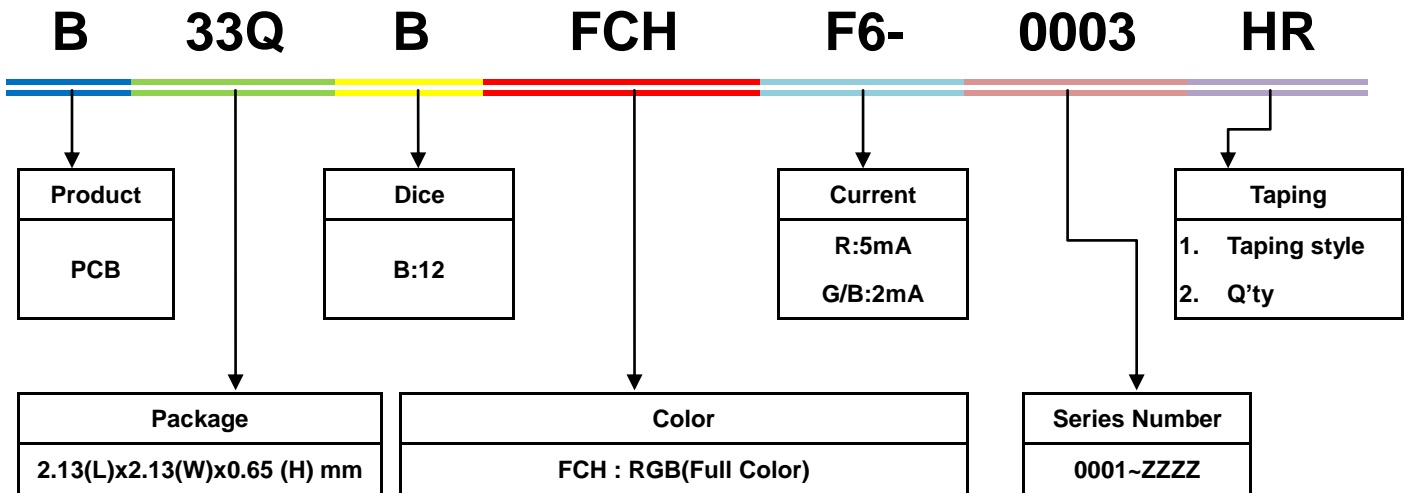 B 33Q B FCH F6- 0003 HR
Product
PCB
Dice
B:12
Current
R:5mA
G/B:2mA
Taping
1. Taping style
2. Q’ty
Package
2.13(L)x2.13(W)x0.65 (H) mm
Color
FCH : RGB(Full Color)
Series Number
0001~ZZZZ